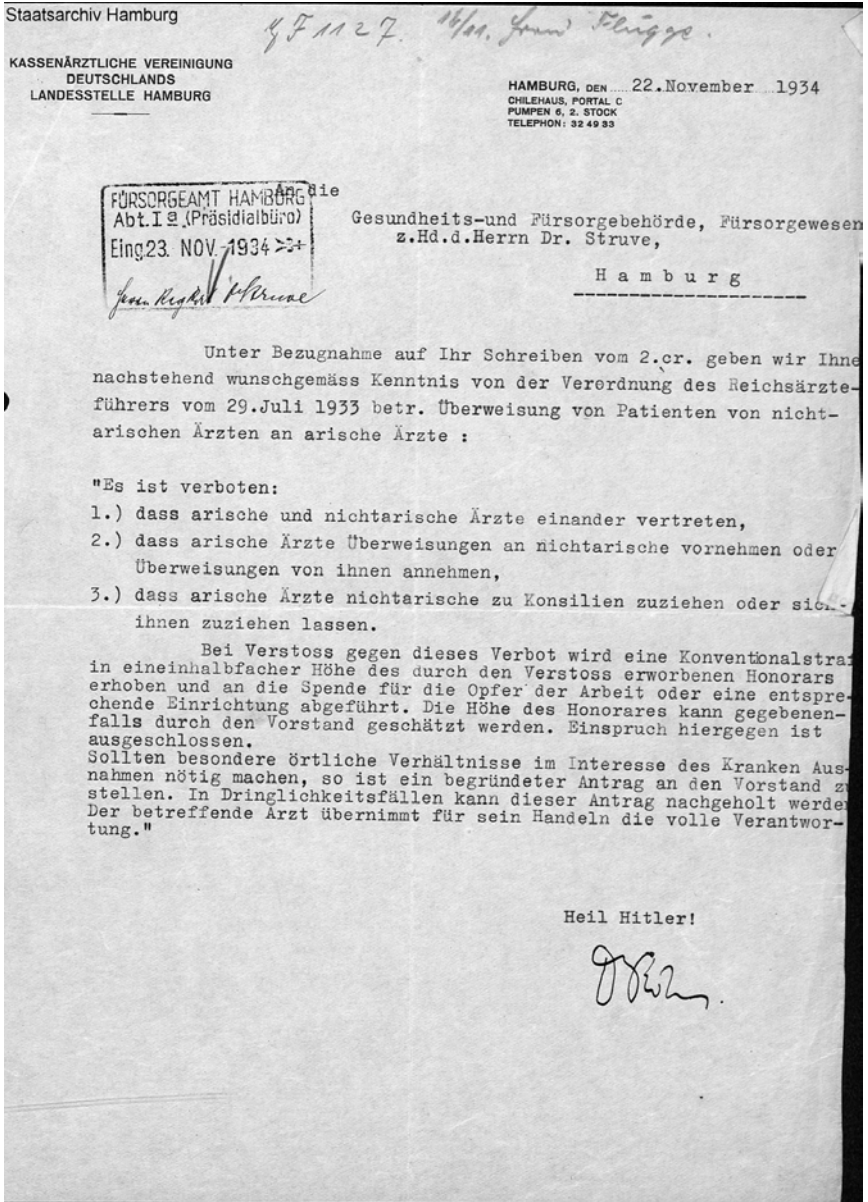 Staatsarchiv Hamburg
g F 1127. 16/11. Flügge.
KASSENÄRZTLICHE VEREINIGUNG
DEUTSCHLANDS
LANDESSTELLE HAMBURG
HAMBURG, DEN 22.November 1934
CHILEHAUS, PORTAL C
PUMPEN 6, 2. STOCK
TELEPHON: 32 49 33
An die
FÜRSORGEAMT HAMBURG
Abt. I a (Präsidialbüro)
Eing. 23. NOV. 1934
Struve
Gesundheits-und Fürsorgebehörde, Fürsorgewesen
z.Hd.d.Herrn Dr. Struve,
H a m b u r g
Unter Bezugnahme auf Ihr Schreiben vom 2.cr. geben wir Ihne
nachstehend wunschgemäss Kenntnis von der Verordnung des Reichsärzte-
führers vom 29.Juli 1933 betr. Überweisung von Patienten von nicht-
arischen Ärzten an arische Ärzte :
"Es ist verboten:
1.) dass arische und nichtarische Ärzte einander vertreten,
2.) dass arische Ärzte Überweisungen an nichtarische vornehmen oder
Überweisungen von ihnen annehmen,
3.) dass arische Ärzte nichtarische zu Konsilien zuziehen oder sich
ihnen zuziehen lassen.
Bei Verstoss gegen dieses Verbot wird eine Konventionalstraf
in eineinhalbfacher Höhe des durch den Verstoss erworbenen Honorars
erhoben und an die Spende für die Opfer der Arbeit oder eine entspre-
chende Einrichtung abgeführt. Die Höhe des Honorares kann gegebenen-
falls durch den Vorstand geschätzt werden. Einspruch hiergegen ist
ausgeschlossen.
Sollten besondere örtliche Verhältnisse im Interesse des Kranken Aus-
nahmen nötig machen, so ist ein begründeter Antrag an den Vorstand zu
stellen. In Dringlichkeitsfällen kann dieser Antrag nachgeholt werden
Der betreffende Arzt übernimmt für sein Handeln die volle Verantwor-
tung."
Heil Hitler!